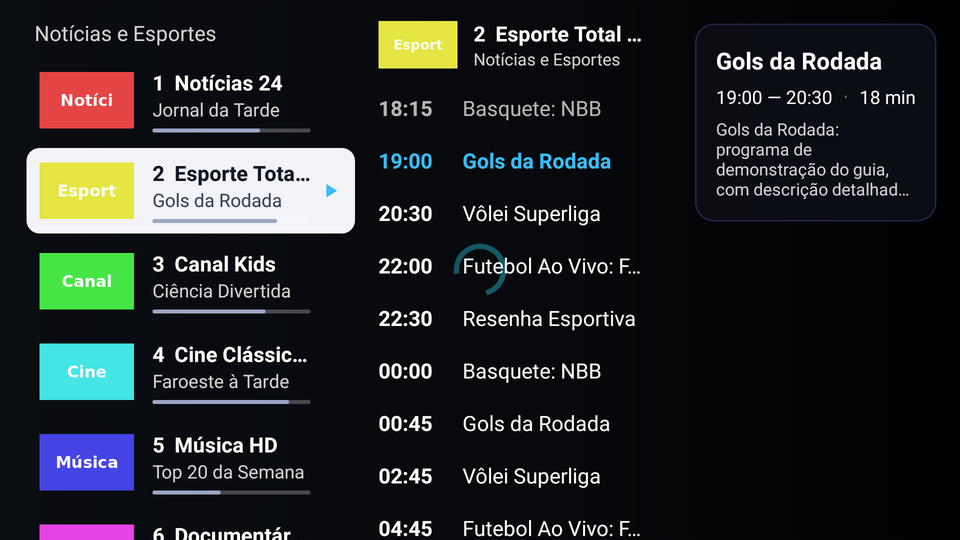 Notícias e Esportes
Notíci
1 Notícias 24
Jornal da Tarde
Esport
2 Esporte Tota...
Gols da Rodada
Canal
3 Canal Kids
Ciência Divertida
Cine
4 Cine Clássic...
Faroeste à Tarde
Música
5 Música HD
Top 20 da Semana
6 Documentár
Esport
2 Esporte Total ...
Notícias e Esportes
18:15 Basquete: NBB
19:00 Gols da Rodada
20:30 Vôlei Superliga
22:00 Futebol Ao Vivo: F...
22:30 Resenha Esportiva
00:00 Basquete: NBB
00:45 Gols da Rodada
02:45 Vôlei Superliga
04:45 Futebol Ao Vivo: F...
Gols da Rodada
19:00 — 20:30 · 18 min
Gols da Rodada:
programa de
demonstração do guia,
com descrição detalhad...